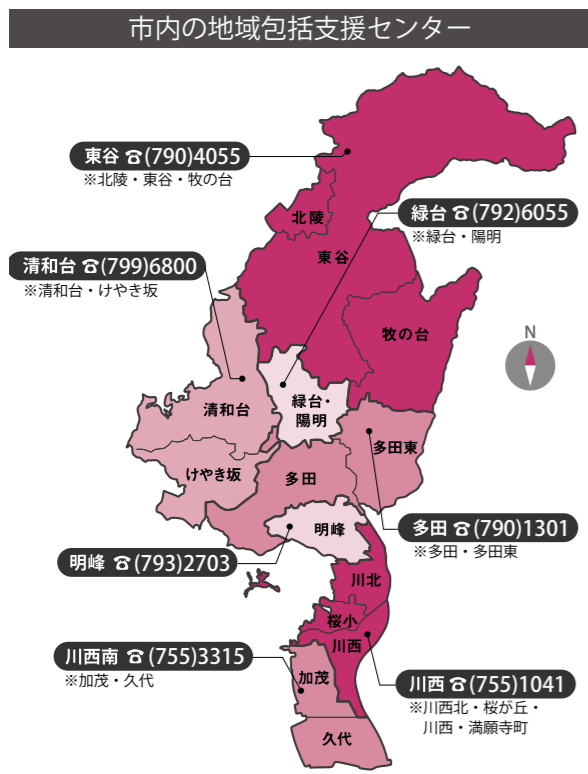 市内の地域包括支援センター
東谷 ☎(790)4055
※北陵・東谷・牧の台
北陵
緑台 ☎(792)6055
※緑台・陽明
東谷
清和台 ☎(799)6800
※清和台・けやき坂
牧の台
N
清和台
緑台・
陽明
多田東
けやき坂
多田
明峰
多田 ☎(790)1301
※多田・多田東
明峰 ☎(793)2703
川北
桜小
川西
川西南 ☎(755)3315
※加茂・久代
加茂
川西 ☎(755)1041
※川西北・桜が丘・
川西・満願寺町
久代